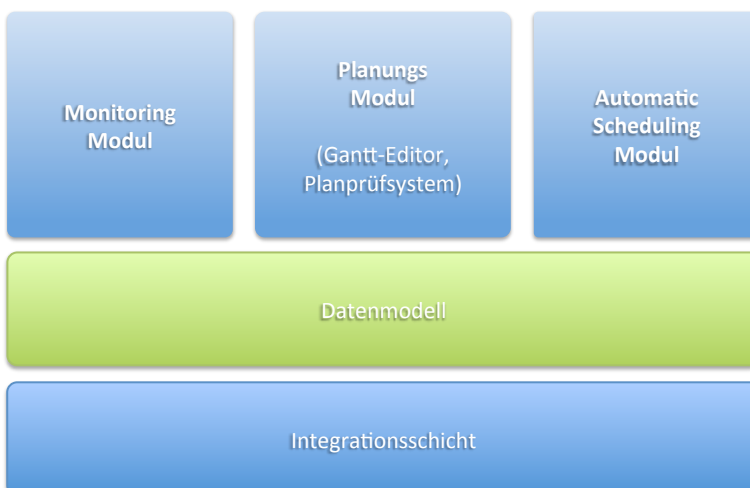 Monitoring
Modul
Planungs
Modul
(Gantt-Editor,
Planprüfsystem)
Automatic
Scheduling
Modul
Datenmodell
Integrationsschicht